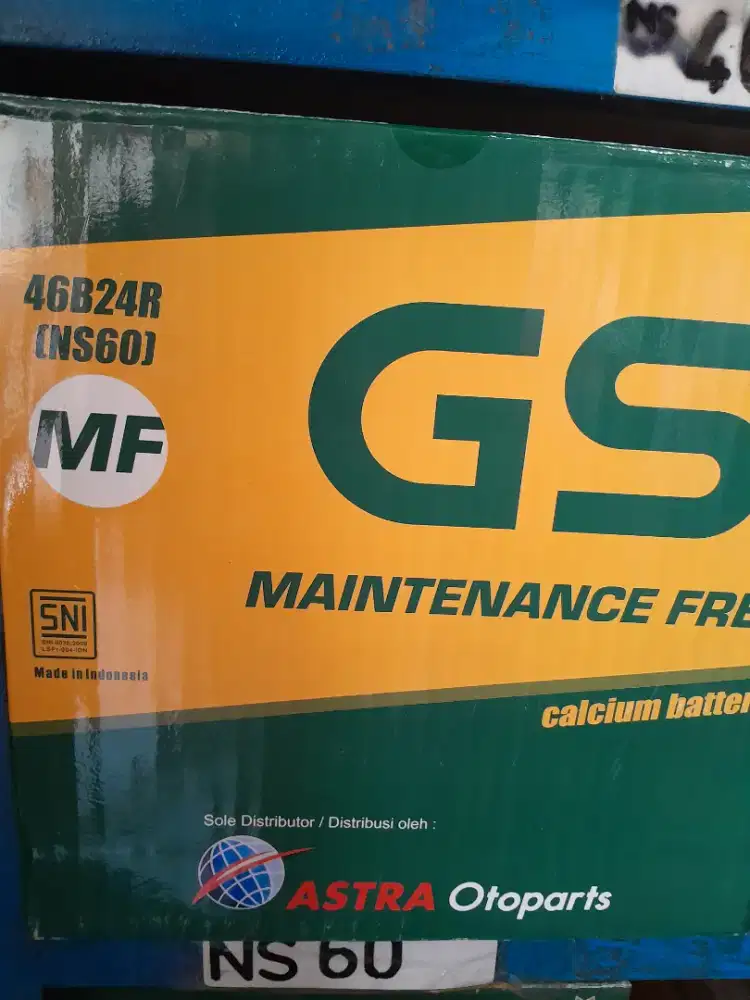 NS 40
46B24R
(NS60)
MF
GS
MAINTENANCE FRE
SNI
Made in Indonesia
calcium batter
Sole Distributor / Distribusi oleh :
ASTRA Otoparts
NS 60